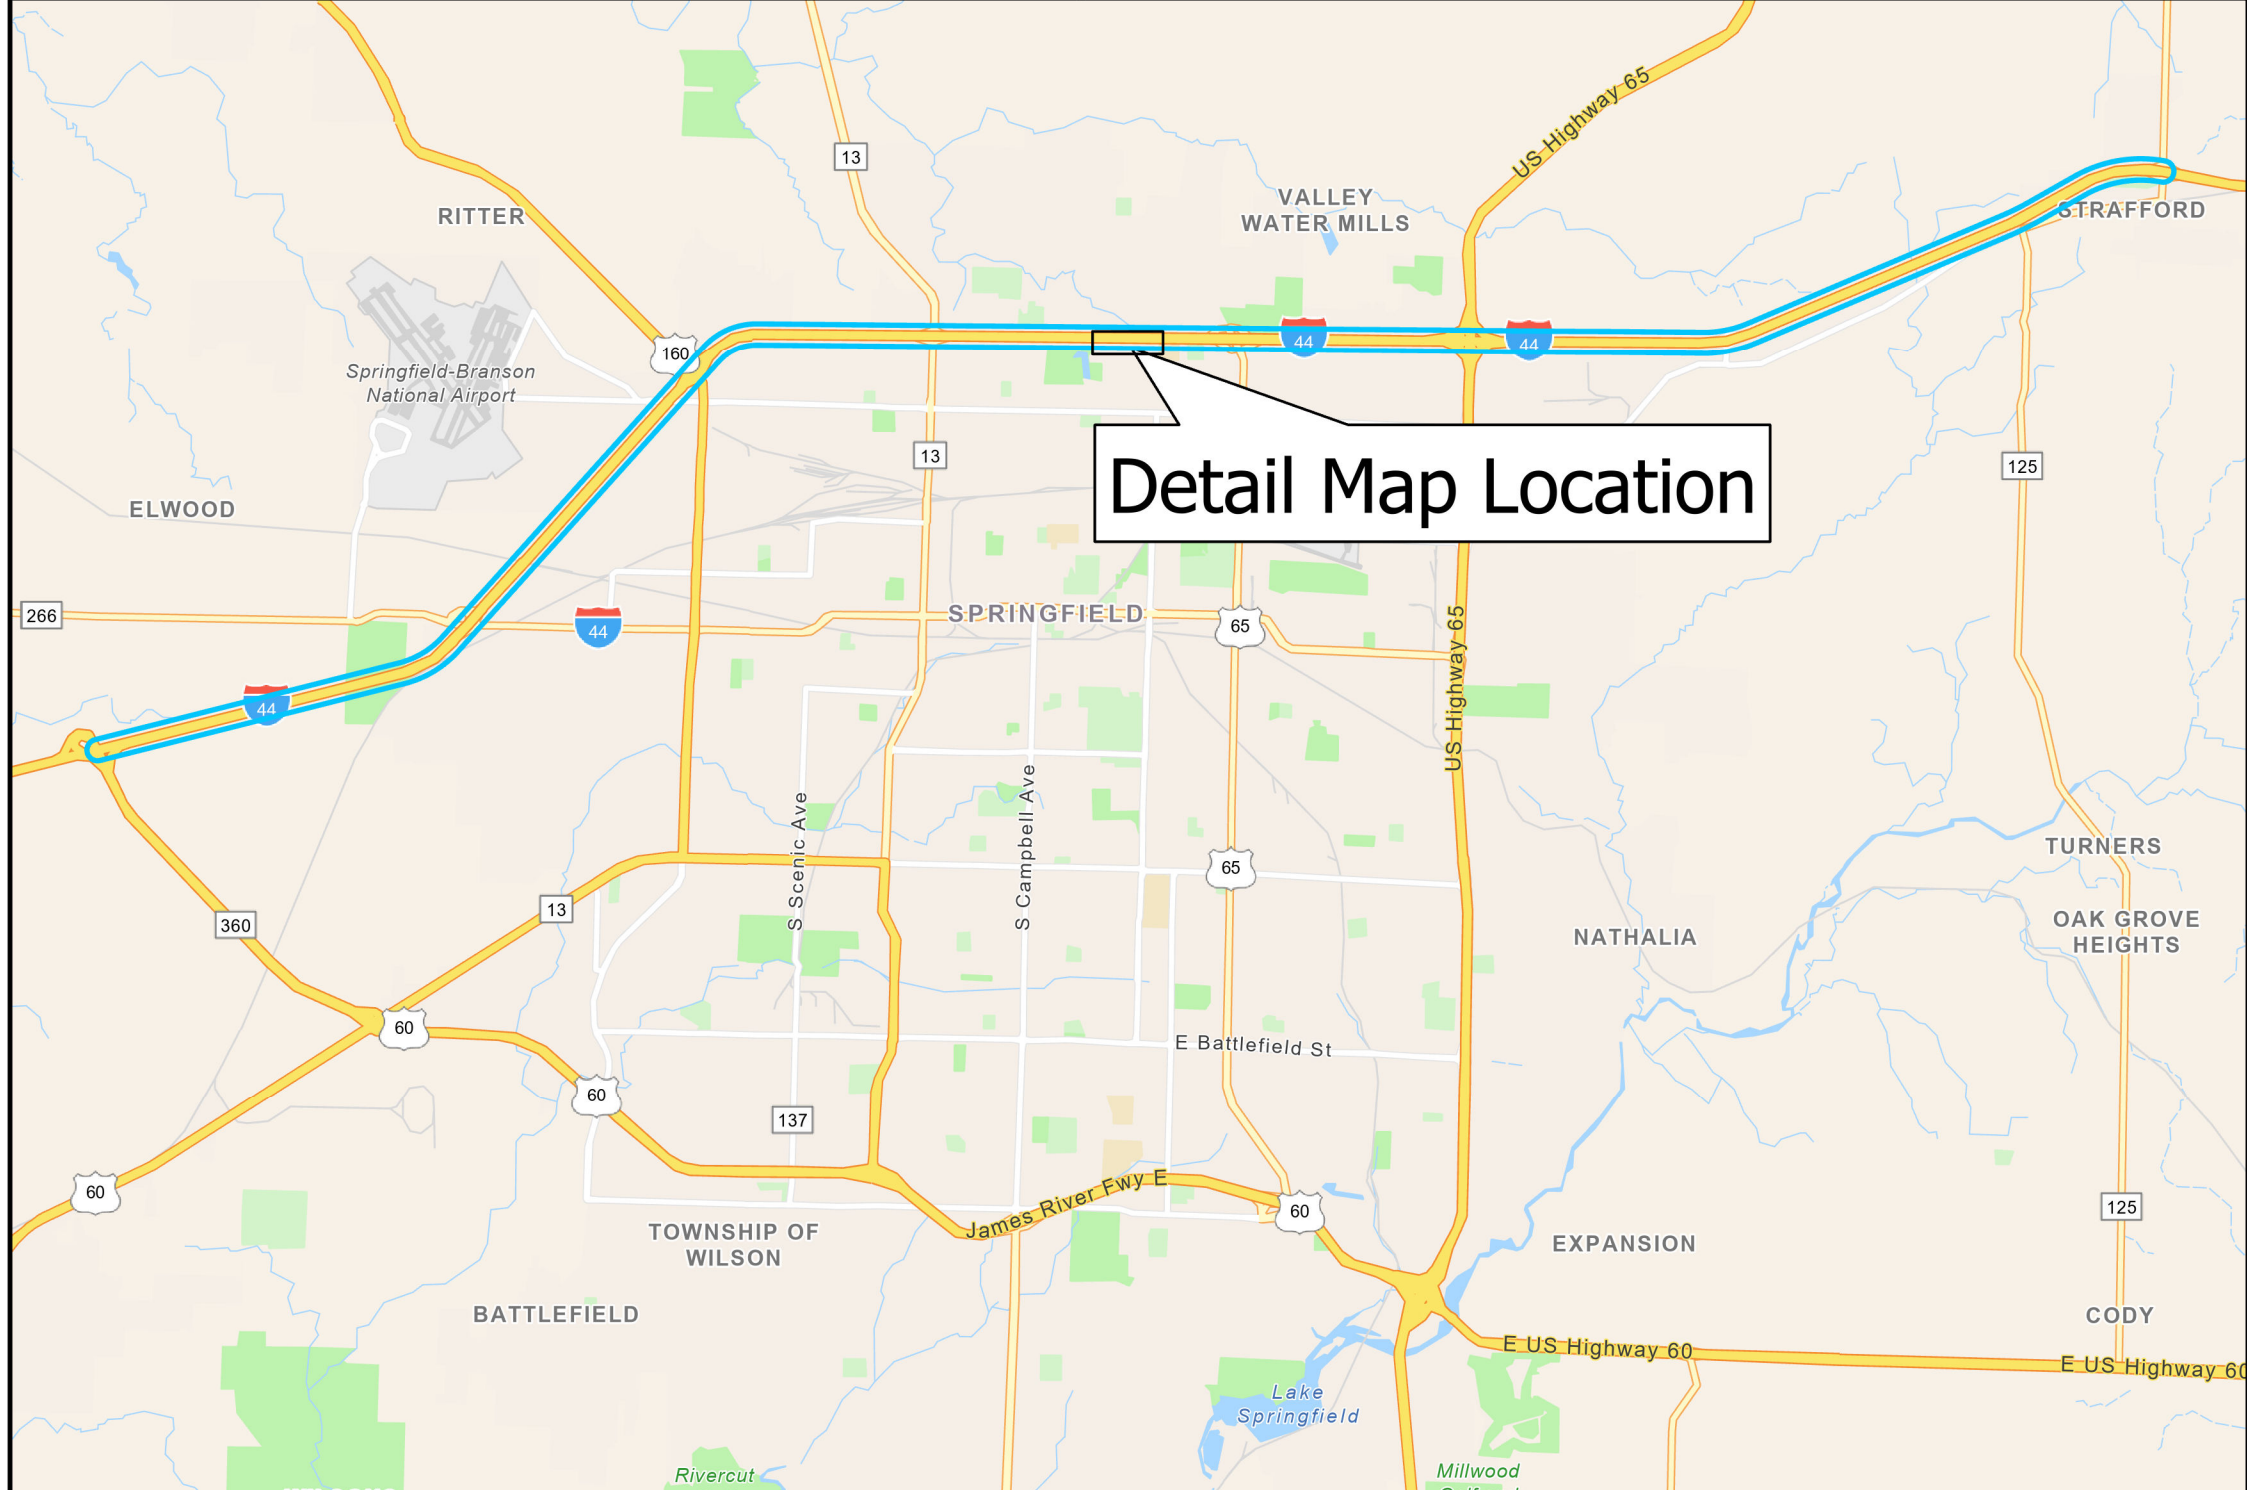 US Highway 65
13
VALLEY
WATER MILLS
RITTER
STRAFFORD
44
44
160
Springfield-Branson
National Airport
13
Detail Map Location
125
ELWOOD
266
44
SPRINGFIELD
65
US Highway 65
44
S Scenic Ave
S Campbell Ave
TURNERS
65
13
360
OAK GROVE
HEIGHTS
NATHALIA
60
E Battlefield St
60
137
60
James River Fwy E
60
125
TOWNSHIP OF
WILSON
EXPANSION
BATTLEFIELD
CODY
E US Highway 60
E US Highway 60
Lake
Springfield
Rivercut
Millwood